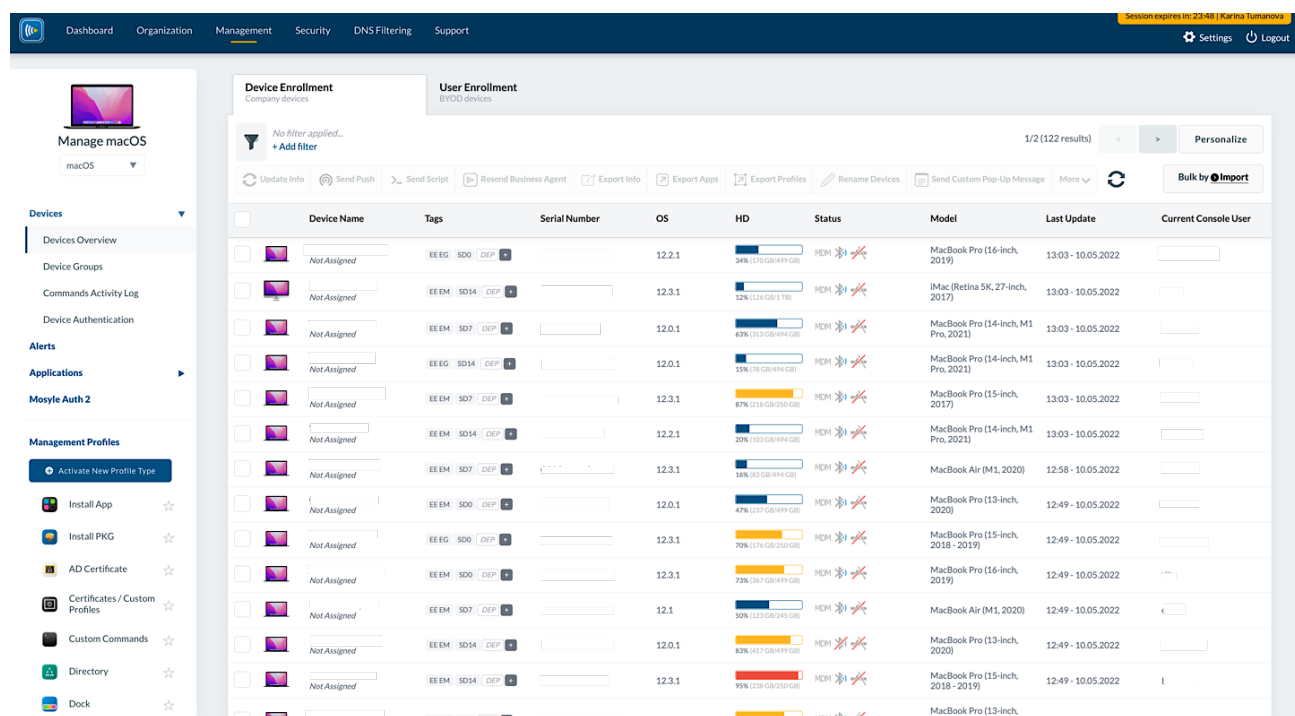 Session expires in: 23:48 | Karina Tumanova
Dashboard Organization Management Security DNS Filtering Support
Settings Logout
Manage macOS
macOS
Devices
Devices Overview
Device Groups
Commands Activity Log
Device Authentication
Alerts
Applications
Mosyle Auth 2
Management Profiles
Activate New Profile Type
Install App
Install PKG
AD Certificate
Certificates / Custom
Profiles
Custom Commands
Directory
Dock
Device Enrollment
Company devices
User Enrollment
BYOD devices
No filter applied...
+ Add filter
1/2 (122 results) < > Personalize
Update Info Send Push Send Script Resend Business Agent Export Info Export Apps Export Profiles Rename Devices Send Custom Pop-Up Message More
Bulk by Import
Device Name Tags Serial Number OS HD Status Model Last Update Current Console User
Not Assigned EE EG SD0 DEP + 12.2.1 34% (170 GB/499 GB) MDM MacBook Pro (16-inch,
2019) 13:03 - 10.05.2022
Not Assigned EE EM SD14 DEP + 12.3.1 12% (126 GB/1 TB) MDM iMac (Retina 5K, 27-inch,
2017) 13:03 - 10.05.2022
Not Assigned EE EM SD7 DEP + 12.0.1 63% (313 GB/494 GB) MDM MacBook Pro (14-inch, M1
Pro, 2021) 13:03 - 10.05.2022
Not Assigned EE EG SD14 DEP + 12.0.1 15% (78 GB/494 GB) MDM MacBook Pro (14-inch, M1
Pro, 2021) 13:03 - 10.05.2022
Not Assigned EE EM SD7 DEP + 12.3.1 87% (218 GB/250 GB) MDM MacBook Pro (15-inch,
2017) 13:03 - 10.05.2022
Not Assigned EE EM SD14 DEP + 12.2.1 20% (103 GB/494 GB) MDM MacBook Pro (14-inch, M1
Pro, 2021) 13:03 - 10.05.2022
Not Assigned EE EM SD7 DEP + 12.3.1 16% (83 GB/494 GB) MDM MacBook Air (M1, 2020) 12:58 - 10.05.2022
Not Assigned EE EM SD0 DEP + 12.0.1 47% (237 GB/499 GB) MDM MacBook Pro (13-inch,
2020) 12:49 - 10.05.2022
Not Assigned EE EG SD0 DEP + 12.3.1 70% (176 GB/250 GB) MDM MacBook Pro (15-inch,
2018 - 2019) 12:49 - 10.05.2022
Not Assigned EE EM SD0 DEP + 12.3.1 73% (367 GB/499 GB) MDM MacBook Pro (16-inch,
2019) 12:49 - 10.05.2022
Not Assigned EE EM SD7 DEP + 12.1 50% (123 GB/245 GB) MDM MacBook Air (M1, 2020) 12:49 - 10.05.2022
Not Assigned EE EM SD14 DEP + 12.0.1 83% (417 GB/499 GB) MDM MacBook Pro (13-inch,
2020) 12:49 - 10.05.2022
Not Assigned EE EM SD14 DEP + 12.3.1 95% (238 GB/250 GB) MDM MacBook Pro (15-inch,
2018 - 2019) 12:49 - 10.05.2022
MacBook Pro (13-inch,